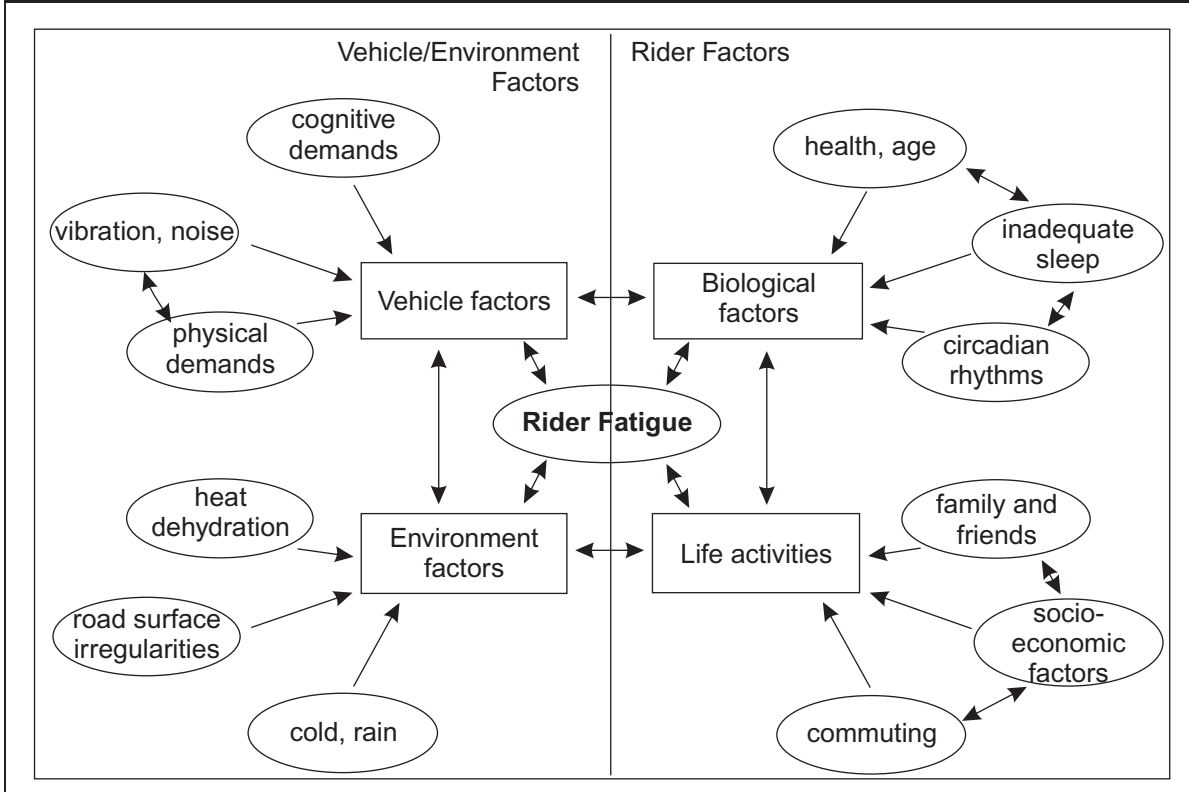 Vehicle/Environment
Factors
Rider Factors
cognitive
demands
health, age
vibration, noise
inadequate
sleep
Vehicle factors
Biological
factors
physical
demands
circadian
rhythms
Rider Fatigue
heat
dehydration
family and
friends
Environment
factors
Life activities
road surface
irregularities
socio-
economic
factors
cold, rain
commuting